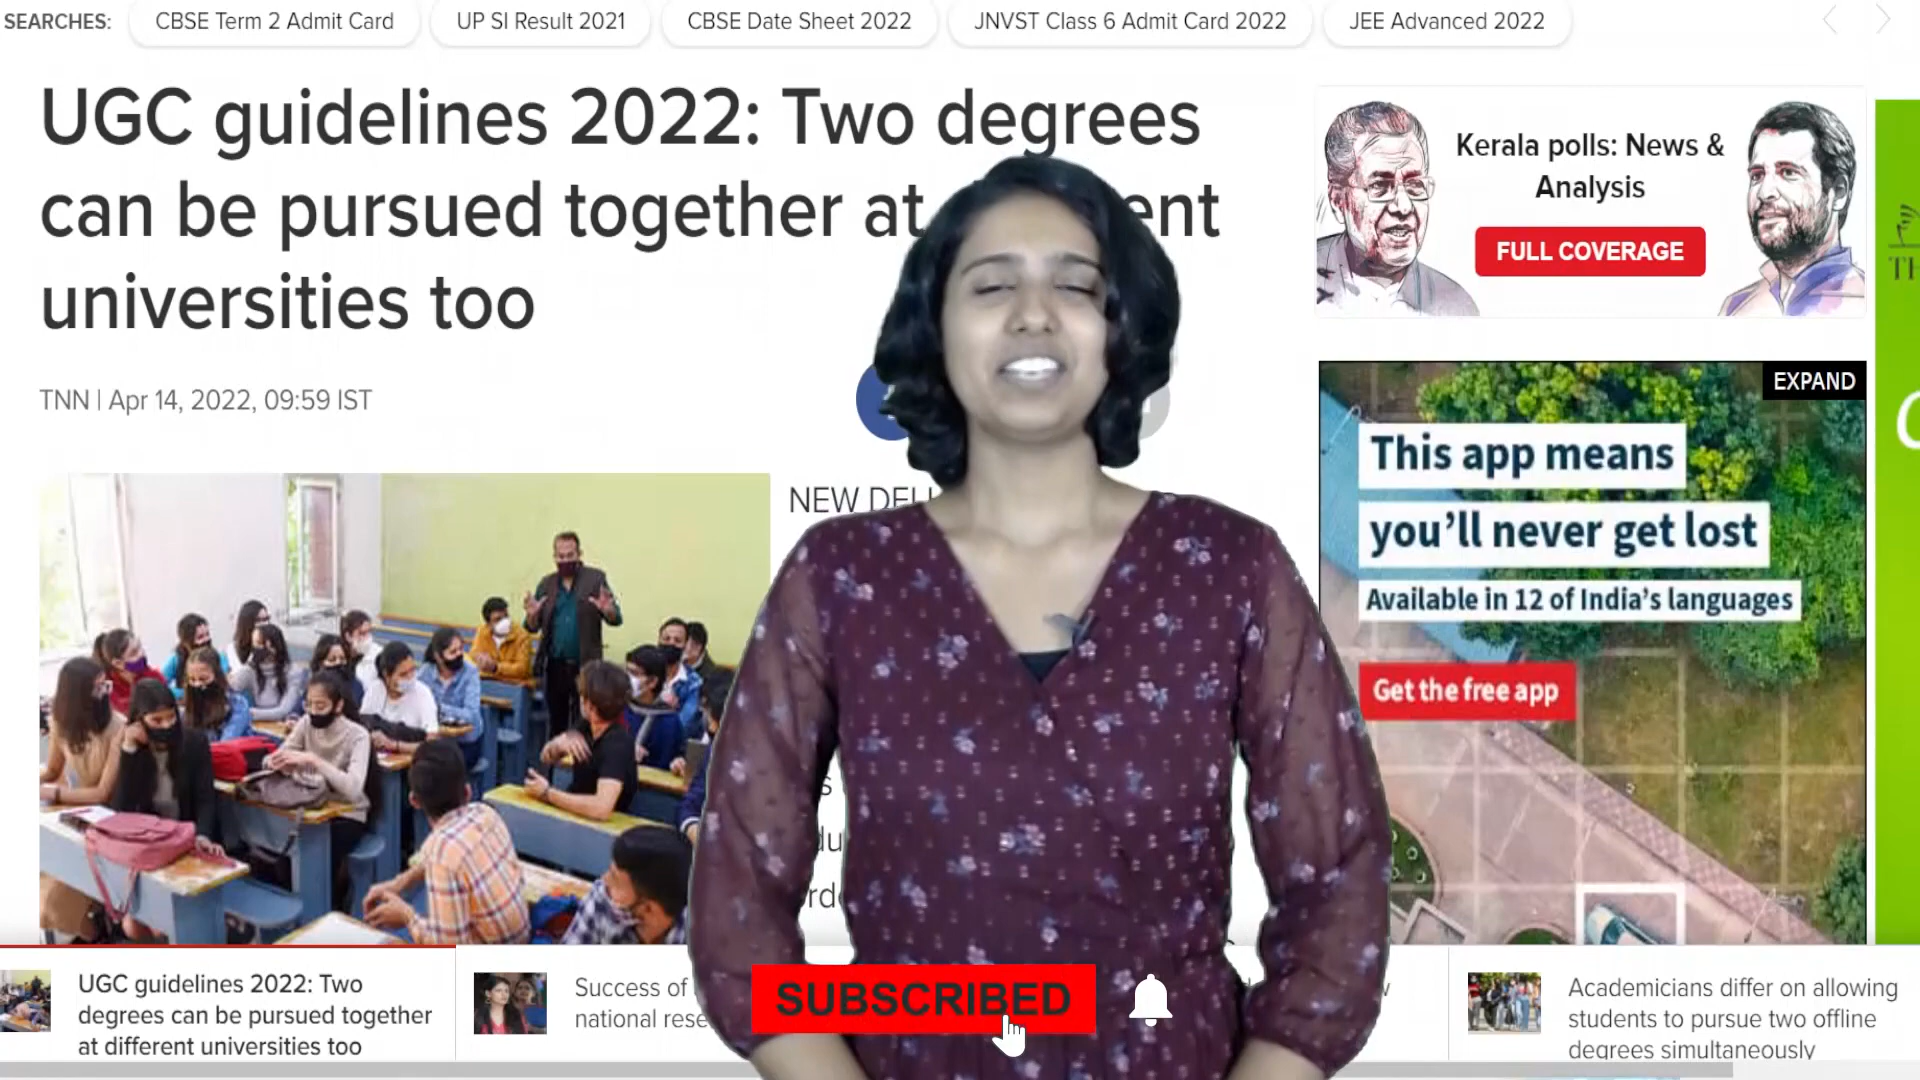 SEARCHES: CBSE Term 2 Admit Card UP SI Result 2021 CBSE Date Sheet 2022 JNVST Class 6 Admit Card 2022 JEE Advanced 2022
UGC guidelines 2022: Two degrees
can be pursued together at ent
universities too
TNN | Apr 14, 2022, 09:59 IST
NEW DEL
Kerala polls: News &
Analysis
FULL COVERAGE
EXPAND
This app means
you'll never get lost
Available in 12 of India's languages
Get the free app
UGC guidelines 2022: Two
degrees can be pursued together
at different universities too
Success of
national rese
SUBSCRIBED
Academicians differ on allowing
students to pursue two offline
degrees simultaneously